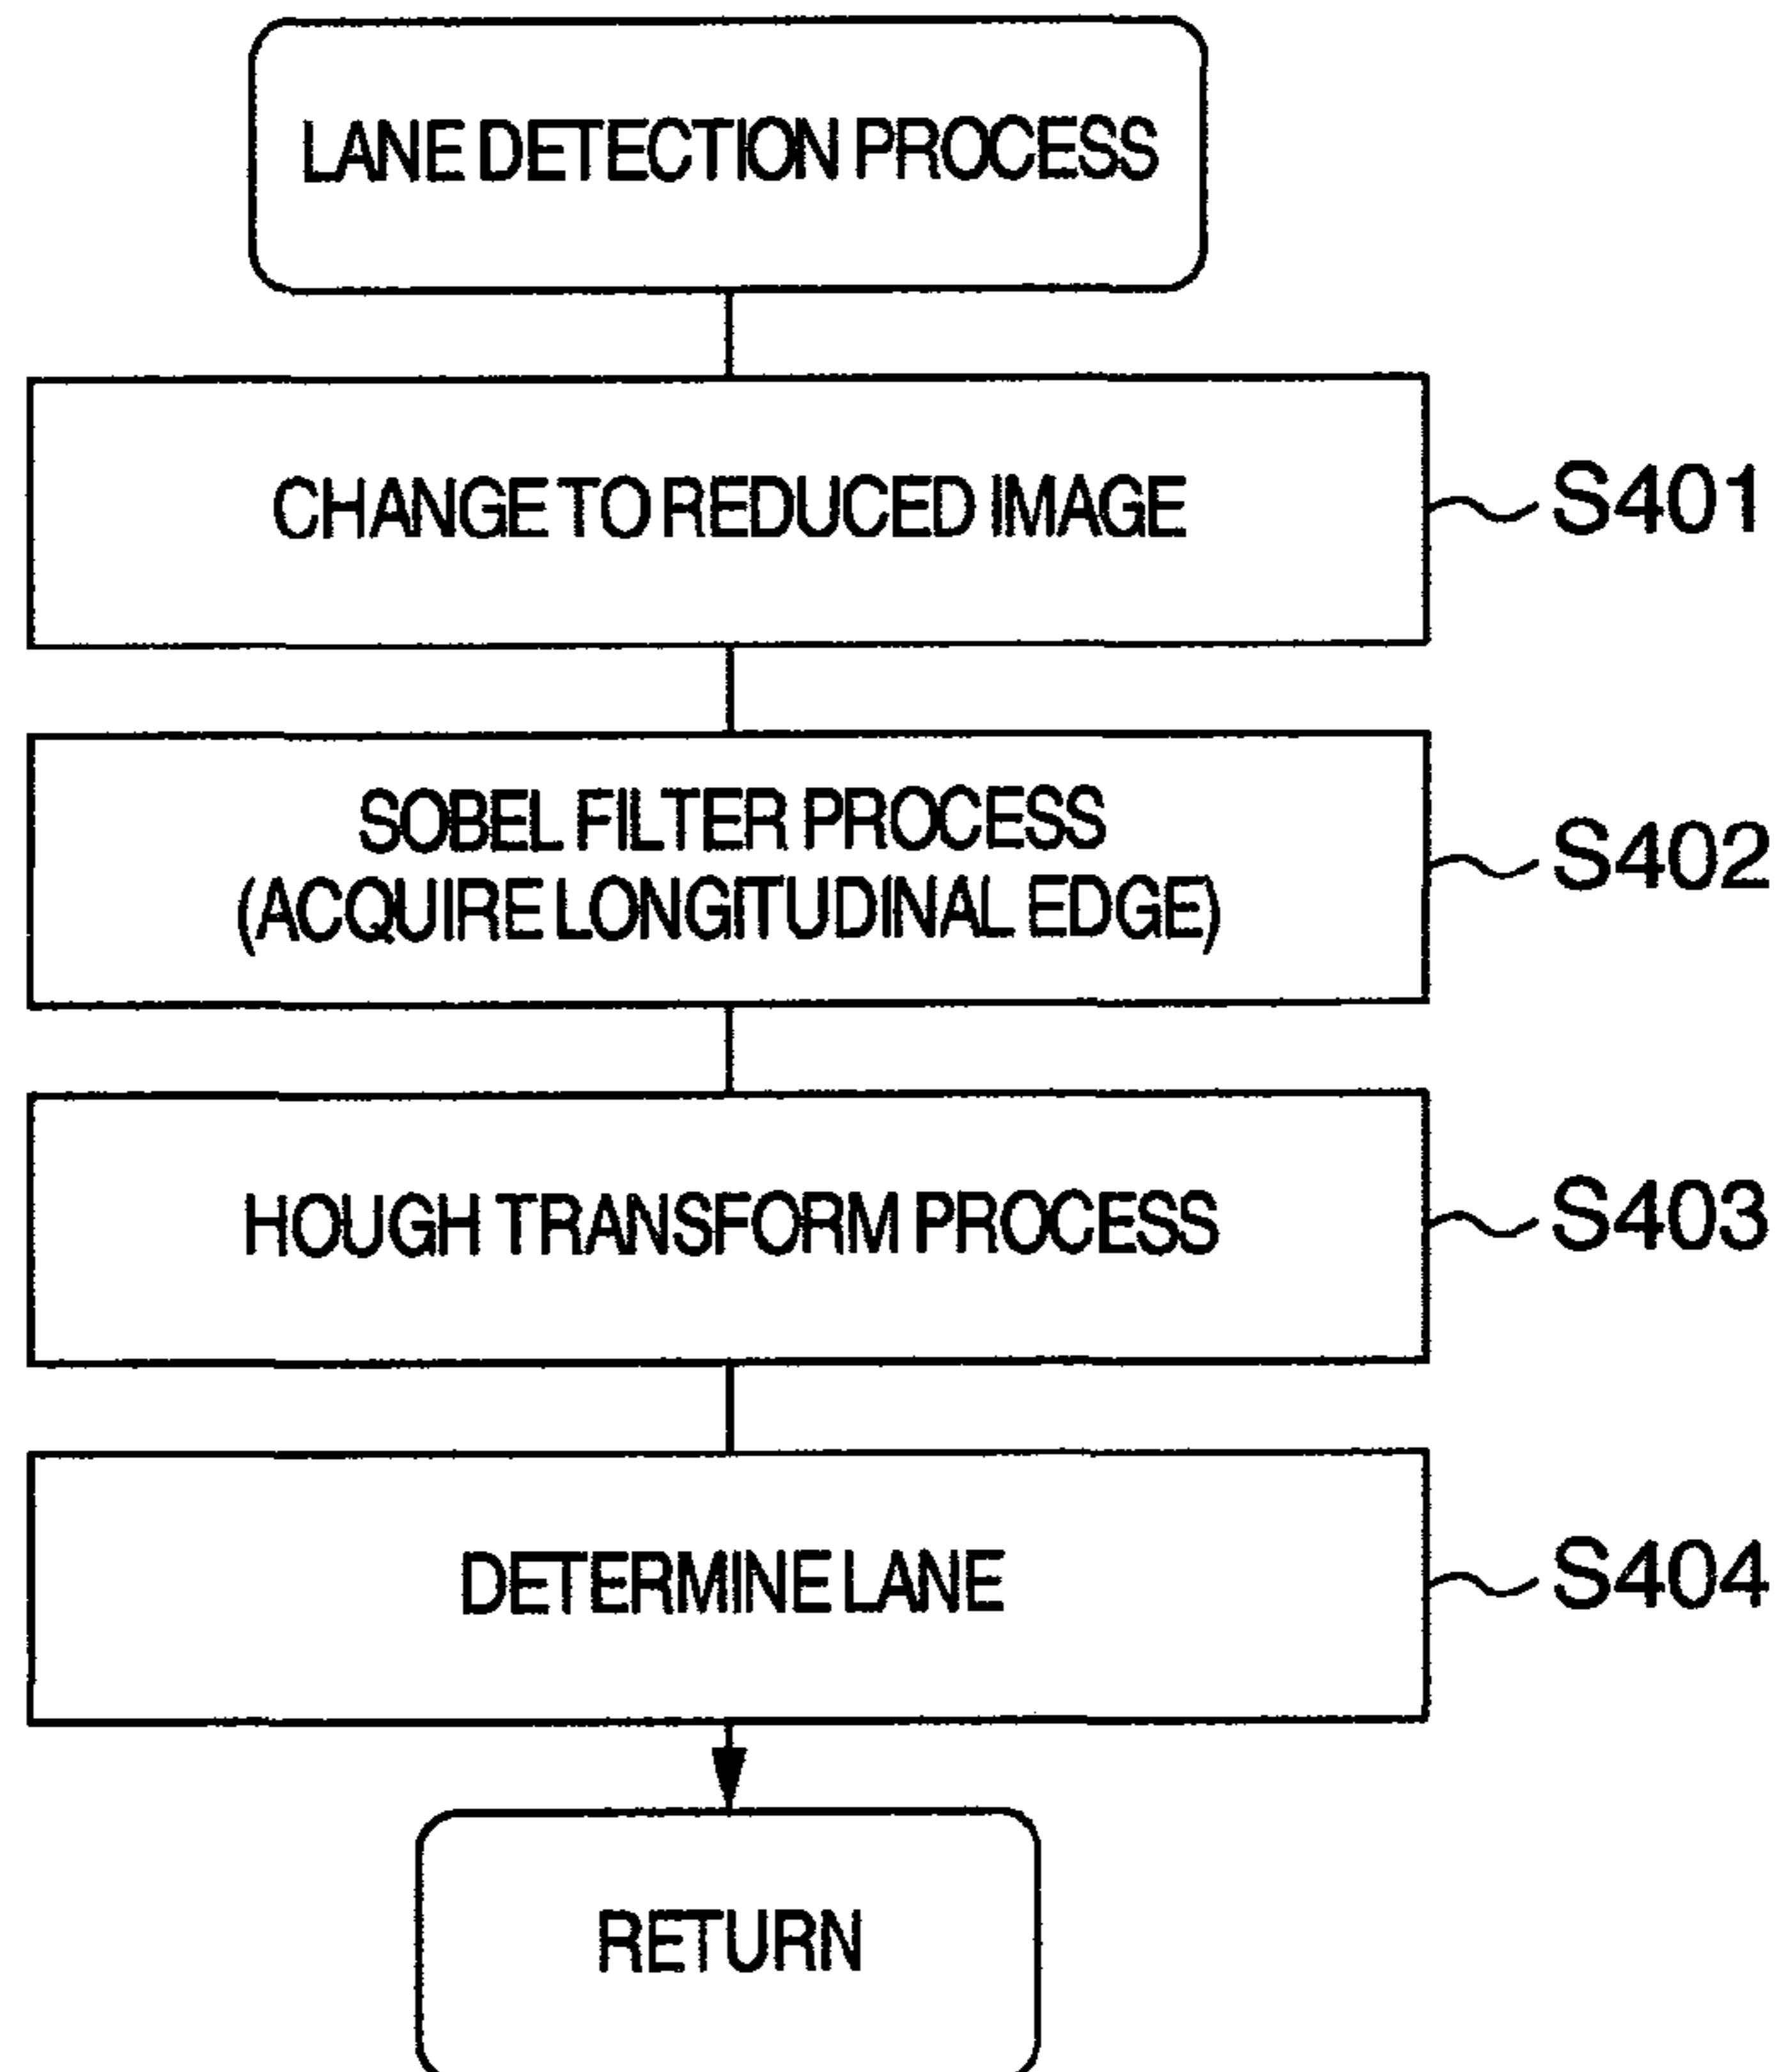 LANE DETECTION PROCESS
CHANGE TO REDUCED IMAGE
S401
SOBEL FILTER PROCESS
(ACQUIRE LONGITUDINAL EDGE)
S402
HOUGH TRANSFORM PROCESS
S403
DETERMINE LANE
S404
RETURN